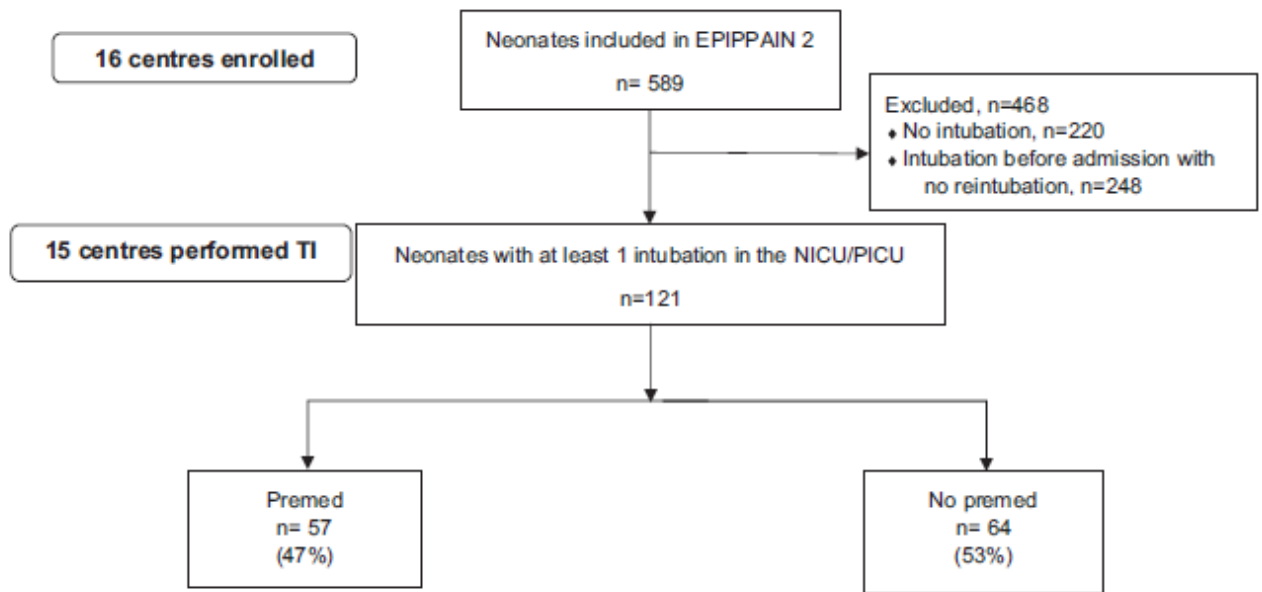 16 centres enrolled
Neonates included in EPIPPAIN 2
n= 589
Excluded, n=468
♦ No intubation, n=220
♦ Intubation before admission with
no reintubation, n=248
15 centres performed TI
Neonates with at least 1 intubation in the NICU/PICU
n=121
Premed
n= 57
(47%)
No premed
n= 64
(53%)